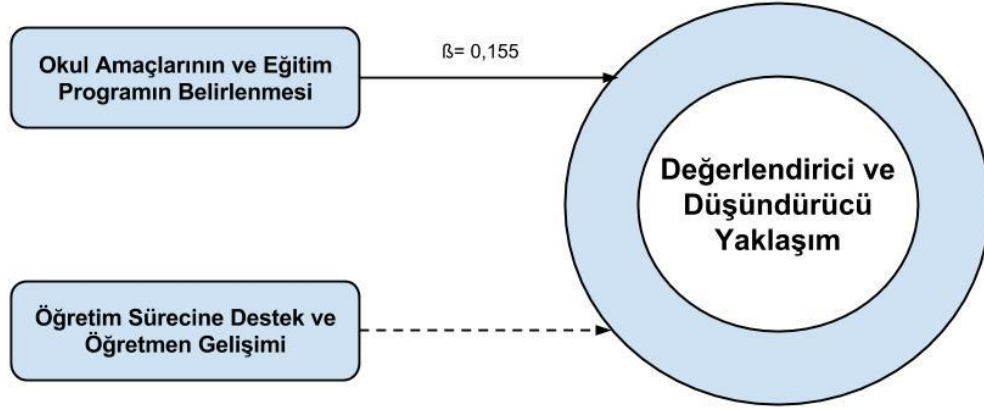 Okul Amaçlarının ve Eğitim
Programın Belirlenmesi
ß= 0,155
Değerlendirici ve
Düşündürücü
Yaklaşım
Öğretim Sürecine Destek ve
Öğretmen Gelişimi